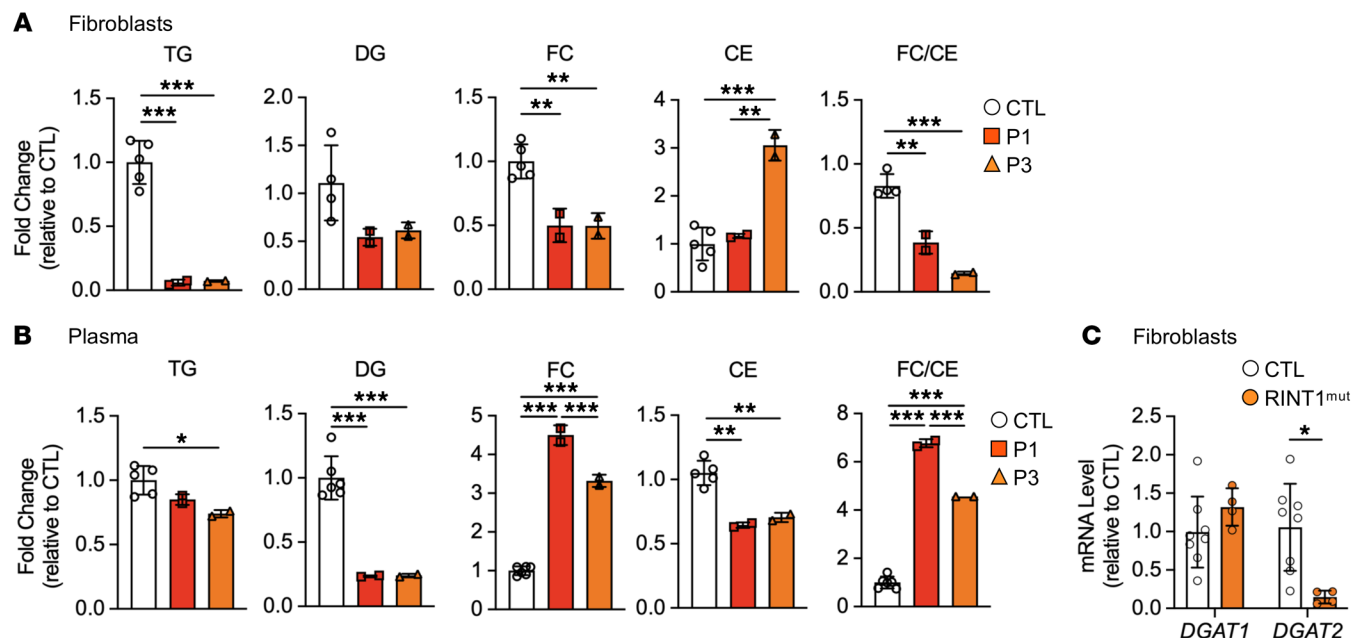 A Fibroblasts
TG DG FC CE FC/CE
Fold Change
(relative to CTL)
0.0 0.5 1.0 1.5
*** ***
0.0 0.5 1.0 1.5 2.0
0.0 0.5 1.0 1.5
** **
0 1 2 3 4
*** **
0.0 0.5 1.0 1.5
*** **
CTL
P1
P3
B Plasma
TG DG FC CE FC/CE
Fold Change
(relative to CTL)
0.0 0.5 1.0 1.5
*
0.0 0.5 1.0 1.5
*** ***
0 1 2 3 4 5
*** *** ***
0.0 0.5 1.0 1.5
** **
0 2 4 6 8
*** *** ***
CTL
P1
P3
C Fibroblasts
CTL
RINT1mut
mRNA Level
(relative to CTL)
0.0 0.5 1.0 1.5 2.0 2.5
*
DGAT1 DGAT2